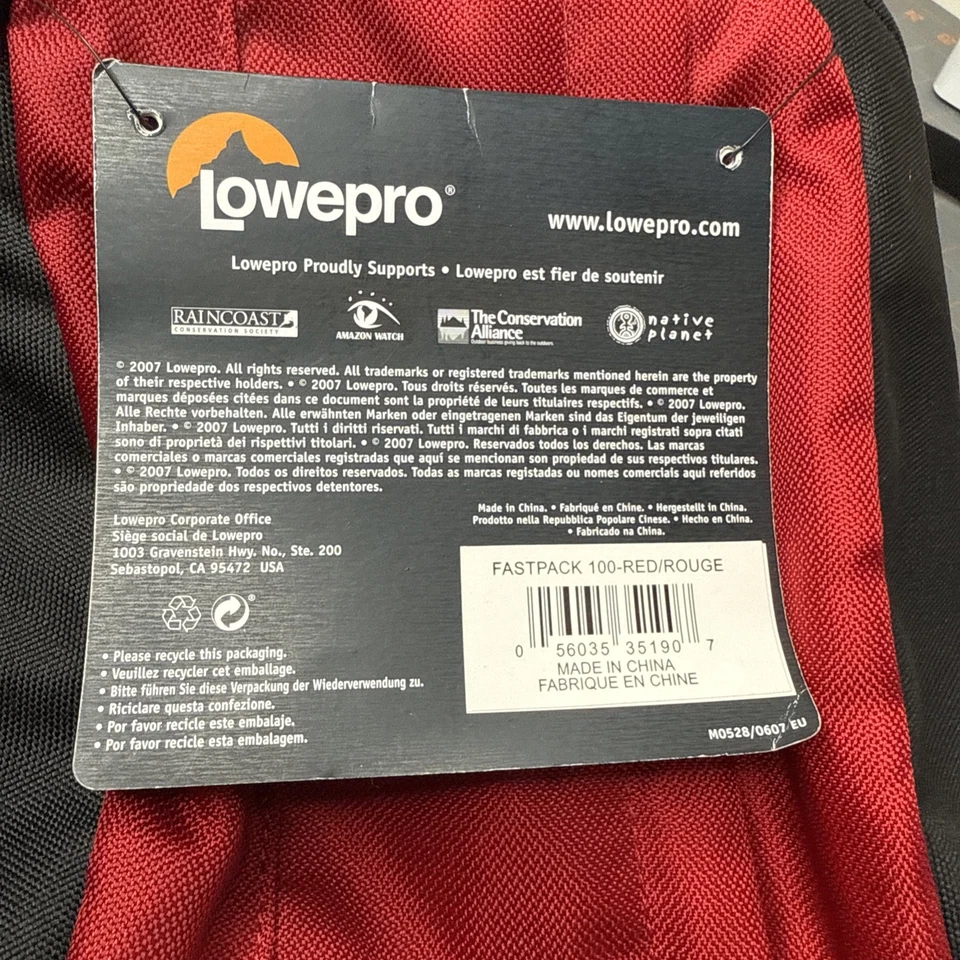 Lowepro®
www.lowepro.com
Lowepro Proudly Supports • Lowepro est fier de soutenir
RAINCOAST
CONSERVATION SOCIETY
AMAZON WATCH
The Conservation
Alliance
Outdoor business giving back to the outdoors.
native
planet
© 2007 Lowepro. All rights reserved. All trademarks or registered trademarks mentioned herein are the property
of their respective holders. • © 2007 Lowepro. Tous droits réservés. Toutes les marques de commerce et
marques déposées citées dans ce document sont la propriété de leurs titulaires respectifs. • © 2007 Lowepro.
Alle Rechte vorbehalten. Alle erwähnten Marken oder eingetragenen Marken sind das Eigentum der jeweiligen
Inhaber. • © 2007 Lowepro. Tutti i diritti riservati. Tutti i marchi di fabbrica o i marchi registrati sopra citati
sono di proprietà dei rispettivi titolari. • © 2007 Lowepro. Reservados todos los derechos. Las marcas
comerciales o marcas comerciales registradas que aquí se mencionan son propiedad de sus respectivos titulares.
• © 2007 Lowepro. Todos os direitos reservados. Todas as marcas registadas ou nomes comerciais aqui referidos
são propriedade dos respectivos detentores.
Lowepro Corporate Office
Siège social de Lowepro
1003 Gravenstein Hwy. No., Ste. 200
Sebastopol, CA 95472 USA
Made in China. • Fabriqué en Chine. • Hergestellt in China.
Prodotto nella Repubblica Popolare Cinese. • Hecho en China.
• Fabricado na China.
FASTPACK 100-RED/ROUGE
0 56035 35190 7
MADE IN CHINA
FABRIQUE EN CHINE
• Please recycle this packaging.
• Veuillez recycler cet emballage.
• Bitte führen Sie diese Verpackung der Wiederverwendung zu.
• Riciclare questa confezione.
• Por favor recicle este embalaje.
• Por favor recicle esta embalagem.
M0528/0607 EU